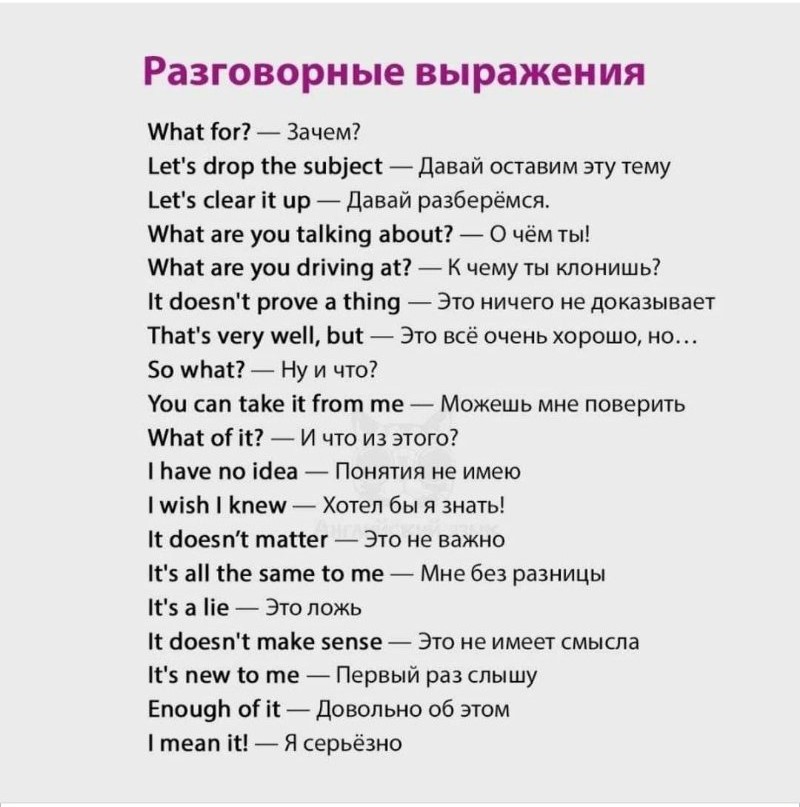 Разговорные выражения
What for? — Зачем?
Let's drop the subject — Давай оставим эту тему
Let's clear it up — Давай разберёмся.
What are you talking about? — О чём ты!
What are you driving at? — К чему ты клонишь?
It doesn't prove a thing — Это ничего не доказывает
That's very well, but — Это всё очень хорошо, но...
So what? — Ну и что?
You can take it from me — Можешь мне поверить
What of it? — И что из этого?
I have no idea — Понятия не имею
I wish I knew — Хотел бы я знать!
Английский язык
It doesn’t matter — Это не важно
It's all the same to me — Мне без разницы
It's a lie — Это ложь
It doesn't make sense — Это не имеет смысла
It's new to me — Первый раз слышу
Enough of it — Довольно об этом
I mean it! — Я серьёзно